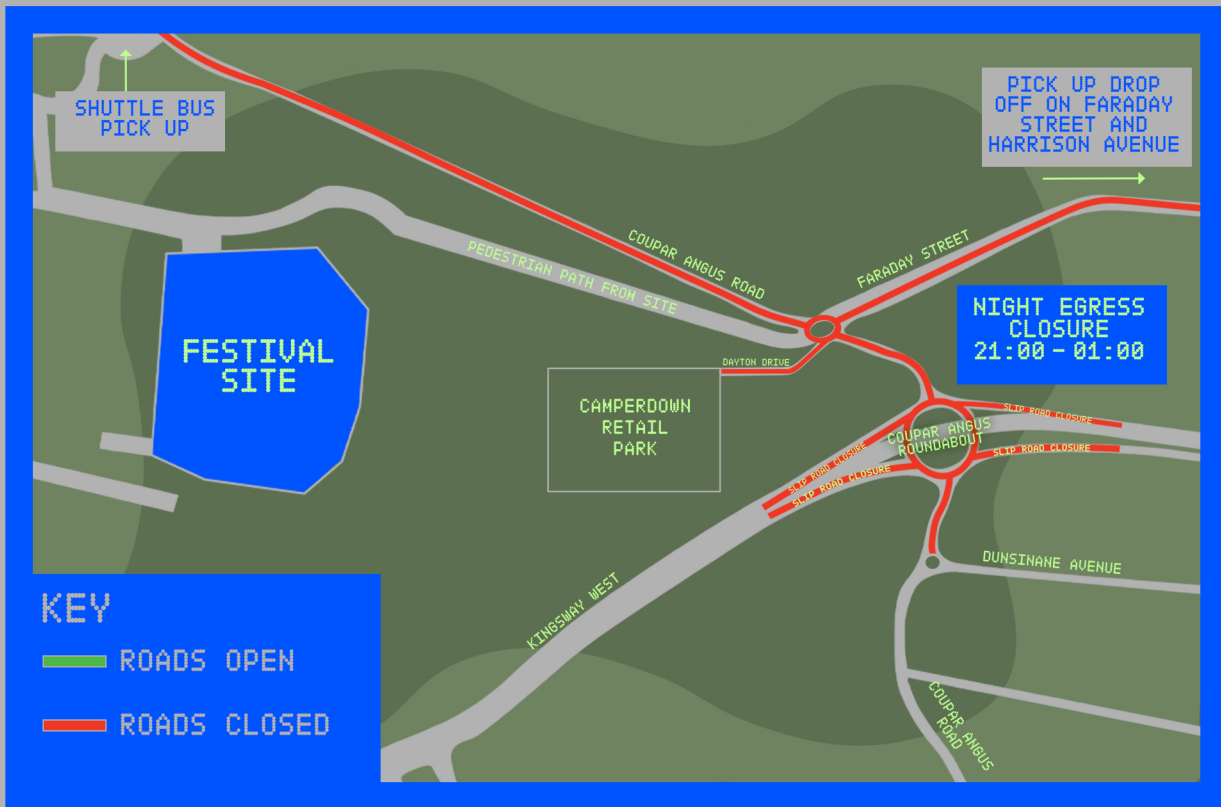 SHUTTLE BUS
PICK UP
PICK UP DROP
OFF ON FARADAY
STREET AND
HARRISON AVENUE
COUPAR ANGUS ROAD
FARADAY STREET
PEDESTRIAN PATH FROM SITE
NIGHT EGRESS
CLOSURE
21:00 – 01:00
FESTIVAL
SITE
DAYTON DRIVE
CAMPERDOWN
RETAIL
PARK
SLIP ROAD CLOSURE
COUPAR ANGUS
ROUNDABOUT
SLIP ROAD CLOSURE
SLIP ROAD CLOSURE
SLIP ROAD CLOSURE
DUNSINANE AVENUE
KINGSWAY WEST
COUPAR ANGUS
ROAD
KEY
ROADS OPEN
ROADS CLOSED